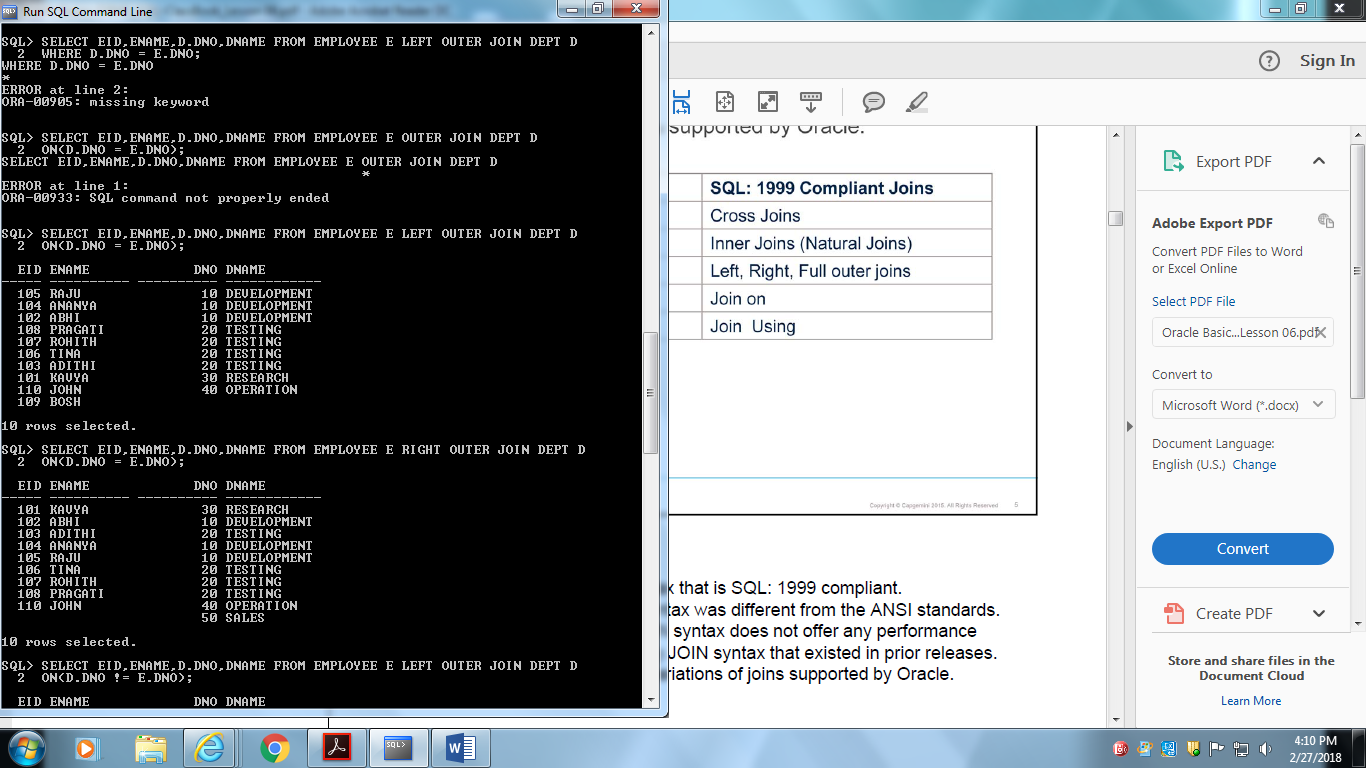 Run SQL Command Line
SQL> SELECT EID,ENAME,D.DNO,DNAME FROM EMPLOYEE E LEFT OUTER JOIN DEPT D
2 WHERE D.DNO = E.DNO;
WHERE D.DNO = E.DNO
*
ERROR at line 2:
ORA-00905: missing keyword
SQL> SELECT EID,ENAME,D.DNO,DNAME FROM EMPLOYEE E OUTER JOIN DEPT D
2 ON(D.DNO = E.DNO);
SELECT EID,ENAME,D.DNO,DNAME FROM EMPLOYEE E OUTER JOIN DEPT D
*
ERROR at line 1:
ORA-00933: SQL command not properly ended
SQL> SELECT EID,ENAME,D.DNO,DNAME FROM EMPLOYEE E LEFT OUTER JOIN DEPT D
2 ON(D.DNO = E.DNO);
EID ENAME DNO DNAME
----- ---------- ---------- ------------
105 RAJU 10 DEVELOPMENT
104 ANANYA 10 DEVELOPMENT
102 ABHI 10 DEVELOPMENT
108 PRAGATI 20 TESTING
107 ROHITH 20 TESTING
106 TINA 20 TESTING
103 ADITHI 20 TESTING
101 KAVYA 30 RESEARCH
110 JOHN 40 OPERATION
109 BOSH
10 rows selected.
SQL> SELECT EID,ENAME,D.DNO,DNAME FROM EMPLOYEE E RIGHT OUTER JOIN DEPT D
2 ON(D.DNO = E.DNO);
EID ENAME DNO DNAME
----- ---------- ---------- ------------
101 KAVYA 30 RESEARCH
102 ABHI 10 DEVELOPMENT
103 ADITHI 20 TESTING
104 ANANYA 10 DEVELOPMENT
105 RAJU 10 DEVELOPMENT
106 TINA 20 TESTING
107 ROHITH 20 TESTING
108 PRAGATI 20 TESTING
110 JOHN 40 OPERATION
50 SALES
10 rows selected.
SQL> SELECT EID,ENAME,D.DNO,DNAME FROM EMPLOYEE E LEFT OUTER JOIN DEPT D
2 ON(D.DNO != E.DNO);
EID ENAME DNO DNAME
Sign In
supported by Oracle.
SQL: 1999 Compliant Joins
Cross Joins
Inner Joins (Natural Joins)
Left, Right, Full outer joins
Join on
Join Using
Copyright © Capgemini 2015. All Rights Reserved 5
x that is SQL: 1999 compliant.
tax was different from the ANSI standards.
syntax does not offer any performance
JOIN syntax that existed in prior releases.
riations of joins supported by Oracle.
Export PDF
Adobe Export PDF
Convert PDF Files to Word
or Excel Online
Select PDF File
Oracle Basic...Lesson 06.pdf
Convert to
Microsoft Word (*.docx)
Document Language:
English (U.S.) Change
Convert
Create PDF
Store and share files in the
Document Cloud
Learn More
SQL>
4:10 PM
2/27/2018